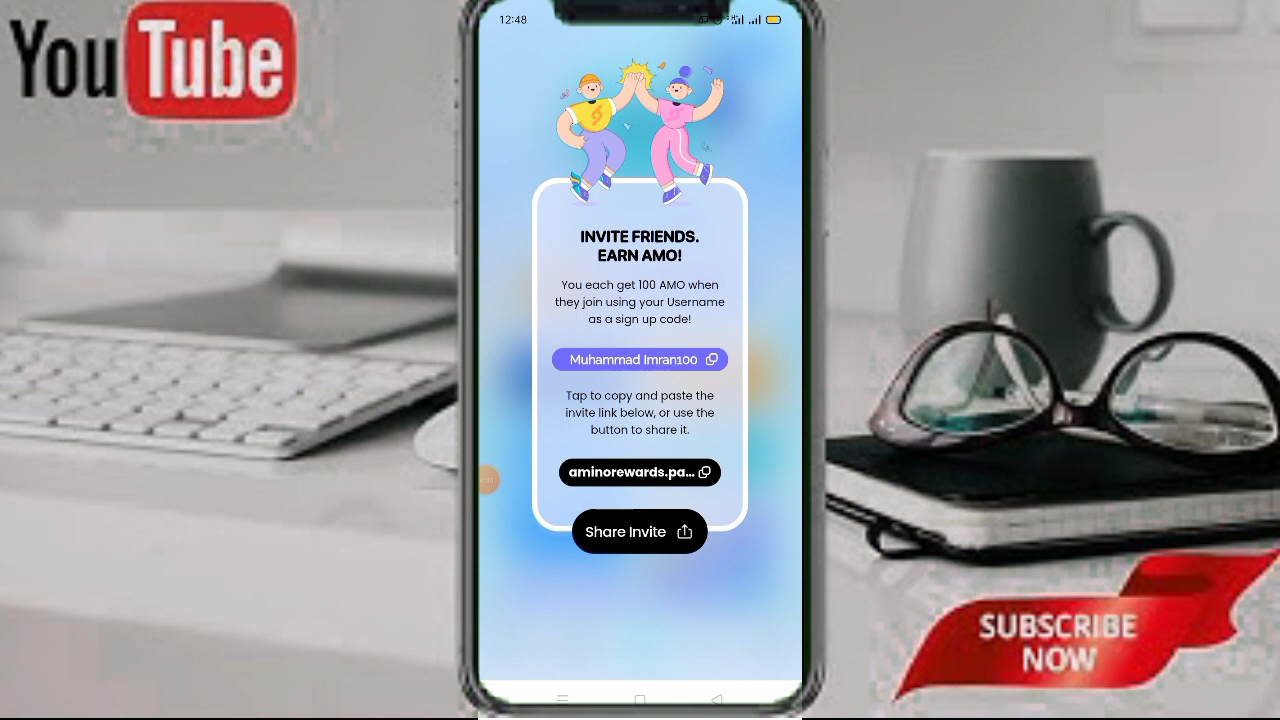 YouTube
12:48
INVITE FRIENDS.
EARN AMO!
You each get 100 AMO when
they join using your Username
as a sign up code!
Muhammad Imran100
Tap to copy and paste the
invite link below, or use the
button to share it.
aminorewards.pa...
Share Invite
SUBSCRIBE
NOW